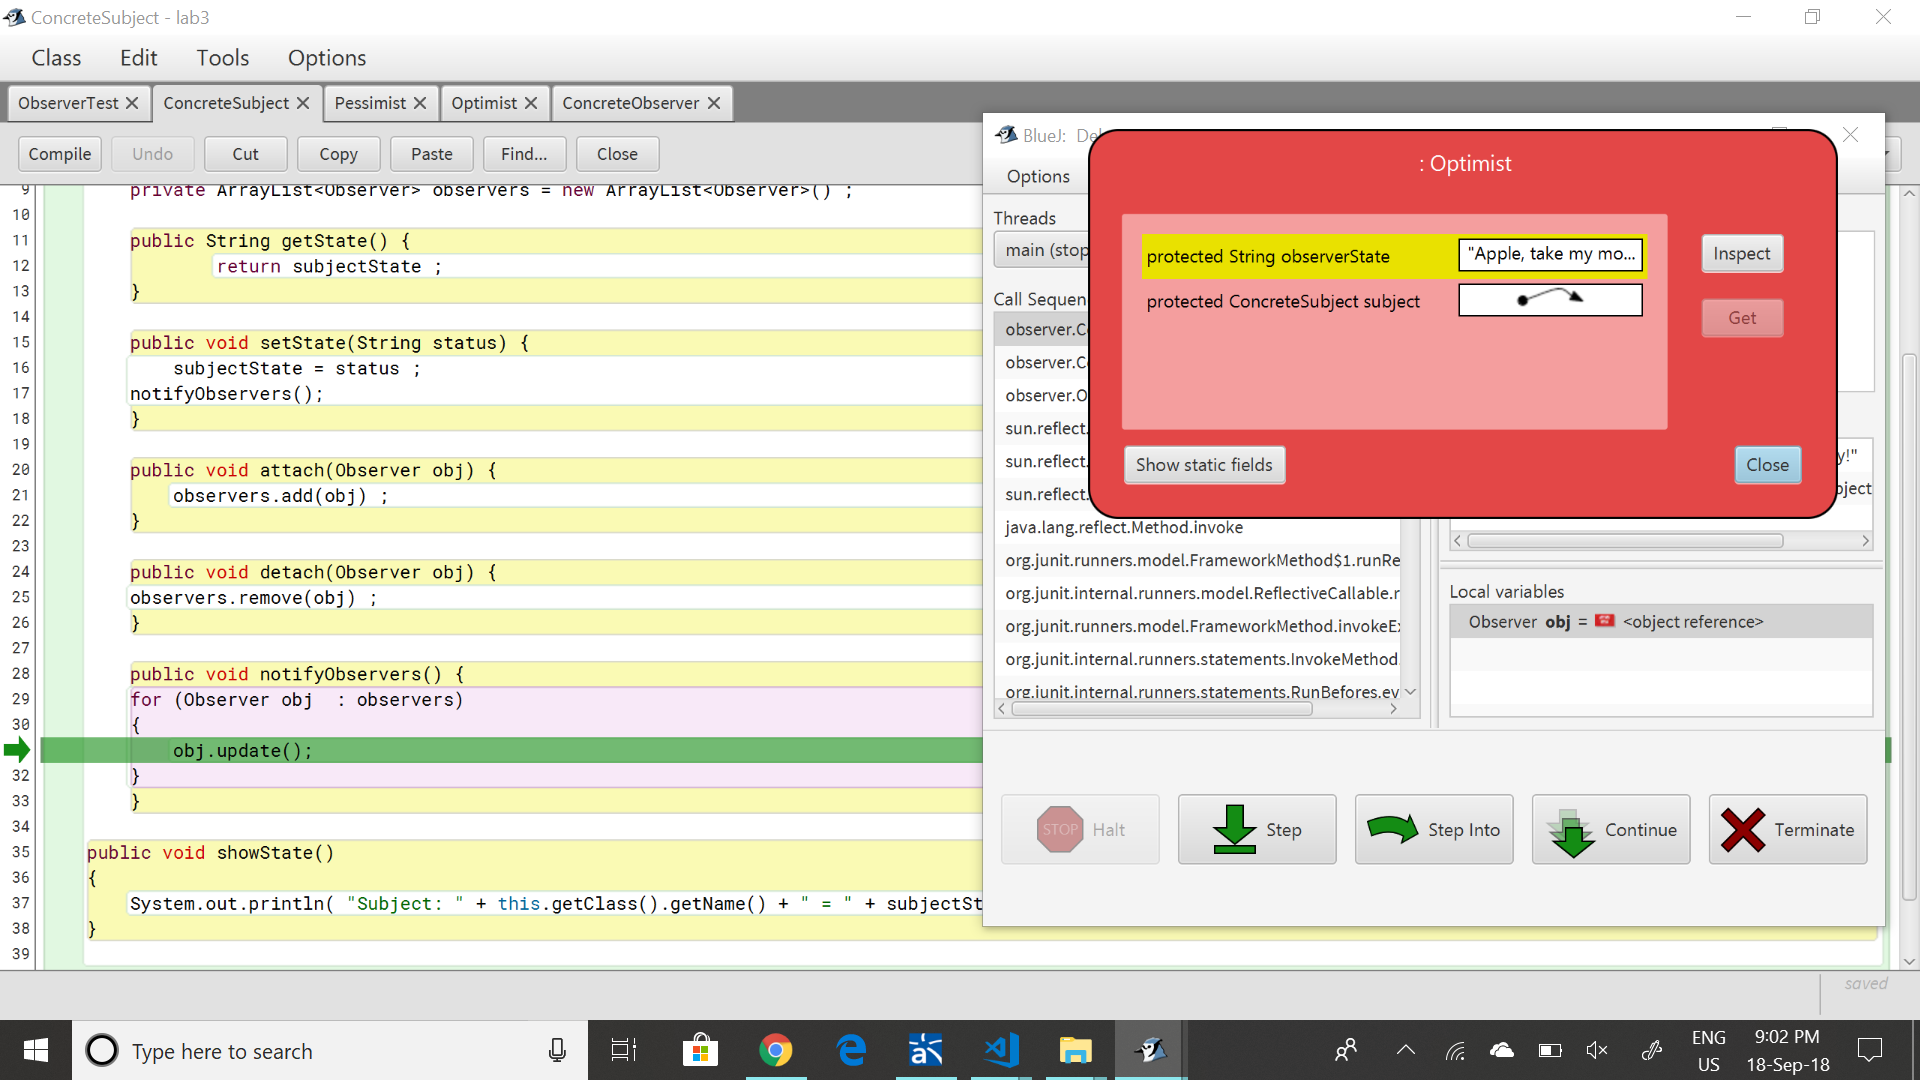 ConcreteSubject - lab3
Class Edit Tools Options
ObserverTest ConcreteSubject Pessimist Optimist ConcreteObserver
Compile Undo Cut Copy Paste Find... Close
9 private ArrayList<Observer> observers = new ArrayList<Observer>() ;
10
11 public String getState() {
12 return subjectState ;
13 }
14
15 public void setState(String status) {
16 subjectState = status ;
17 notifyObservers();
18 }
19
20 public void attach(Observer obj) {
21 observers.add(obj) ;
22 }
23
24 public void detach(Observer obj) {
25 observers.remove(obj) ;
26 }
27
28 public void notifyObservers() {
29 for (Observer obj : observers)
30 {
obj.update();
32 }
33 }
34
35 public void showState()
36 {
37 System.out.println( "Subject: " + this.getClass().getName() + " = " + subjectSt
38 }
39
saved
BlueJ: De
Options
Threads
main (stop
Call Sequen
observer.Co
observer.Co
observer.O
sun.reflect.
sun.reflect.
sun.reflect.
java.lang.reflect.Method.invoke
org.junit.runners.model.FrameworkMethod$1.runRe
org.junit.internal.runners.model.ReflectiveCallable.r
org.junit.runners.model.FrameworkMethod.invokeEx
org.junit.internal.runners.statements.InvokeMethod.
org.junit.internal.runners.statements.RunBefores.ev
: Optimist
protected String observerState "Apple, take my mo...
protected ConcreteSubject subject
Inspect
Get
Show static fields
Close
y!"
bject
Local variables
Observer obj = <object reference>
STOP Halt Step Step Into Continue Terminate
Type here to search
ask
ENG
US
9:02 PM
18-Sep-18